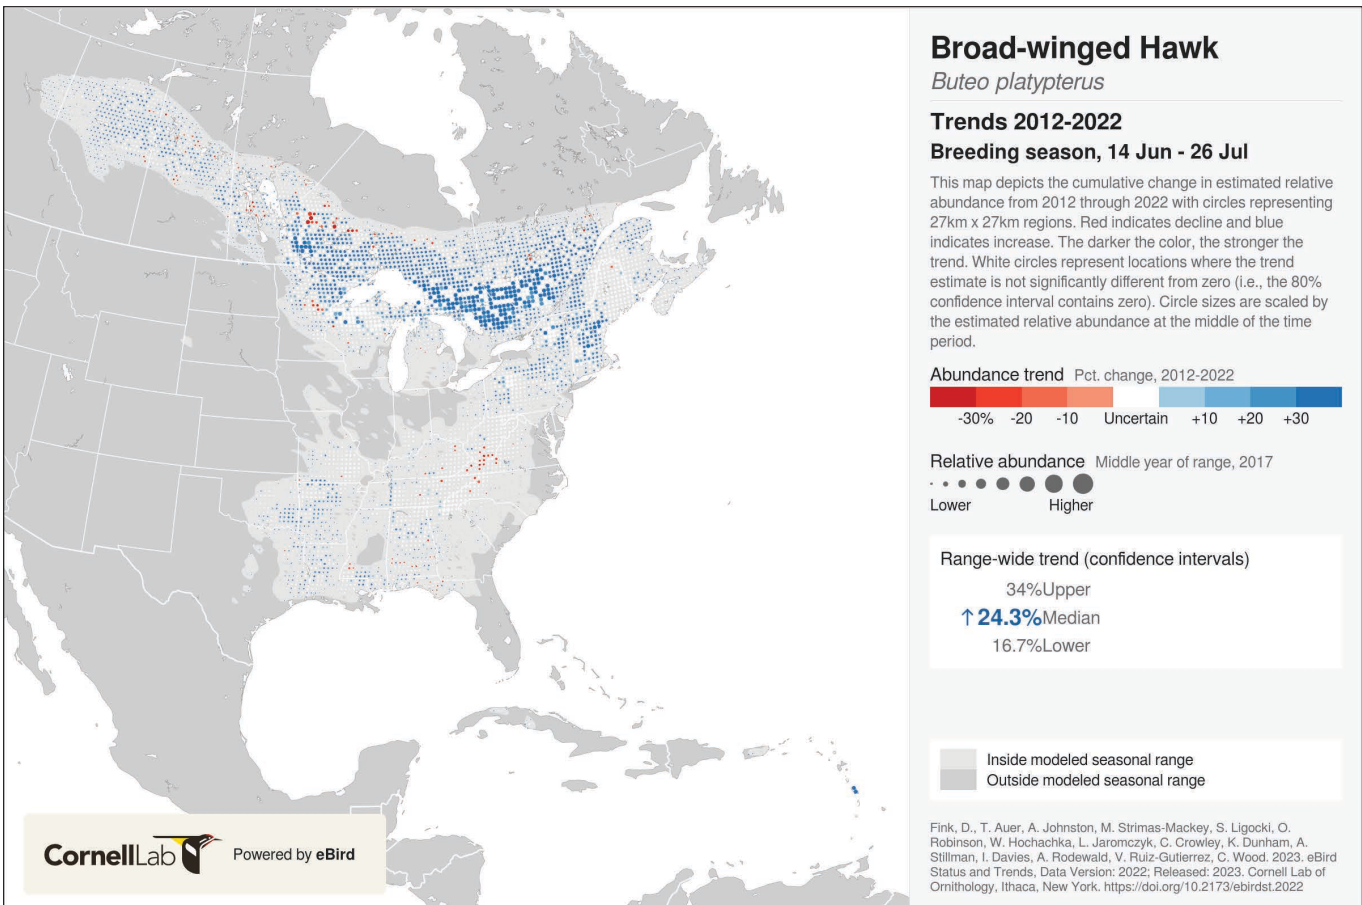 Broad-winged Hawk
Buteo platypterus
Trends 2012-2022
Breeding season, 14 Jun - 26 Jul
This map depicts the cumulative change in estimated relative
abundance from 2012 through 2022 with circles representing
27km x 27km regions. Red indicates decline and blue
indicates increase. The darker the color, the stronger the
trend. White circles represent locations where the trend
estimate is not significantly different from zero (i.e., the 80%
confidence interval contains zero). Circle sizes are scaled by
the estimated relative abundance at the middle of the time
period.
Abundance trend Pct. change, 2012-2022
-30% -20 -10 Uncertain +10 +20 +30
Relative abundance Middle year of range, 2017
Lower Higher
Range-wide trend (confidence intervals)
34%Upper
↑24.3%Median
16.7%Lower
Inside modeled seasonal range
Outside modeled seasonal range
Fink, D., T. Auer, A. Johnston, M. Strimas-Mackey, S. Ligocki, O.
Robinson, W. Hochachka, L. Jaromczyk, C. Crowley, K. Dunham, A.
Stillman, I. Davies, A. Rodewald, V. Ruiz-Gutierrez, C. Wood. 2023. eBird
Status and Trends, Data Version: 2022; Released: 2023. Cornell Lab of
Ornithology, Ithaca, New York. https://doi.org/10.2173/ebirdst.2022
CornellLab Powered by eBird